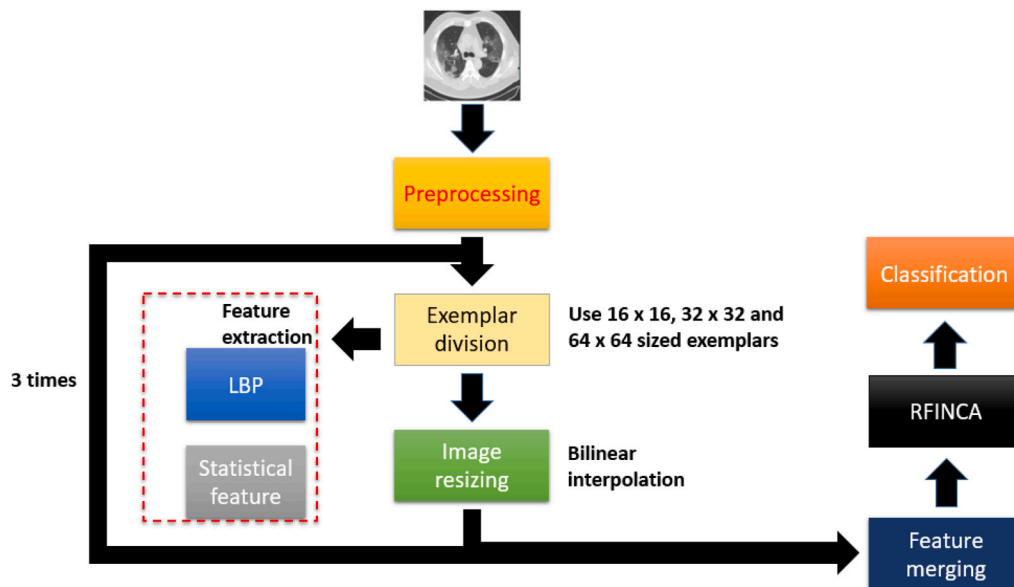 Preprocessing
Exemplar
division
Use 16 x 16, 32 x 32 and
64 x 64 sized exemplars
Feature
extraction
LBP
Statistical
feature
3 times
Image
resizing
Bilinear
interpolation
Feature
merging
RFINCA
Classification